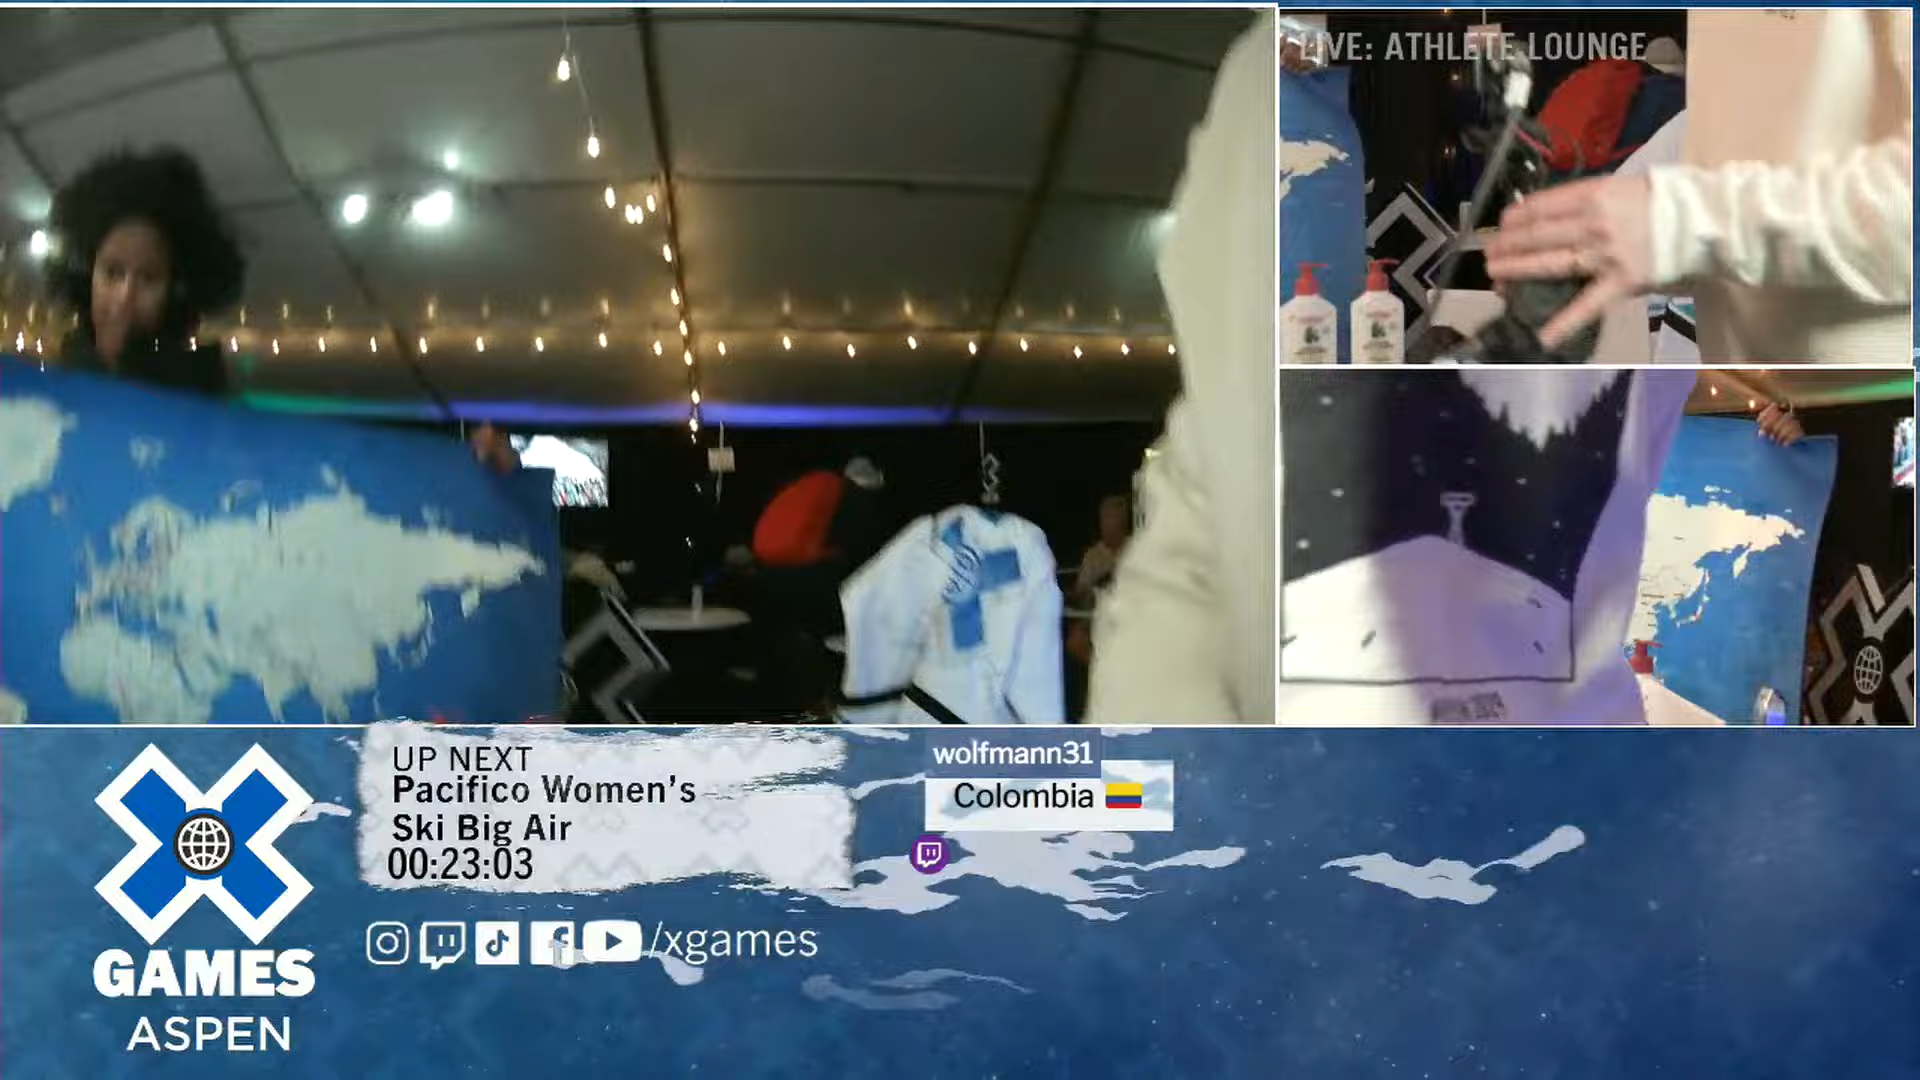 LIVE: ATHLETE LOUNGE
UP NEXT
Pacifico Women's
Ski Big Air
00:23:03
wolfmann31
Colombia
/xgames
GAMES
ASPEN